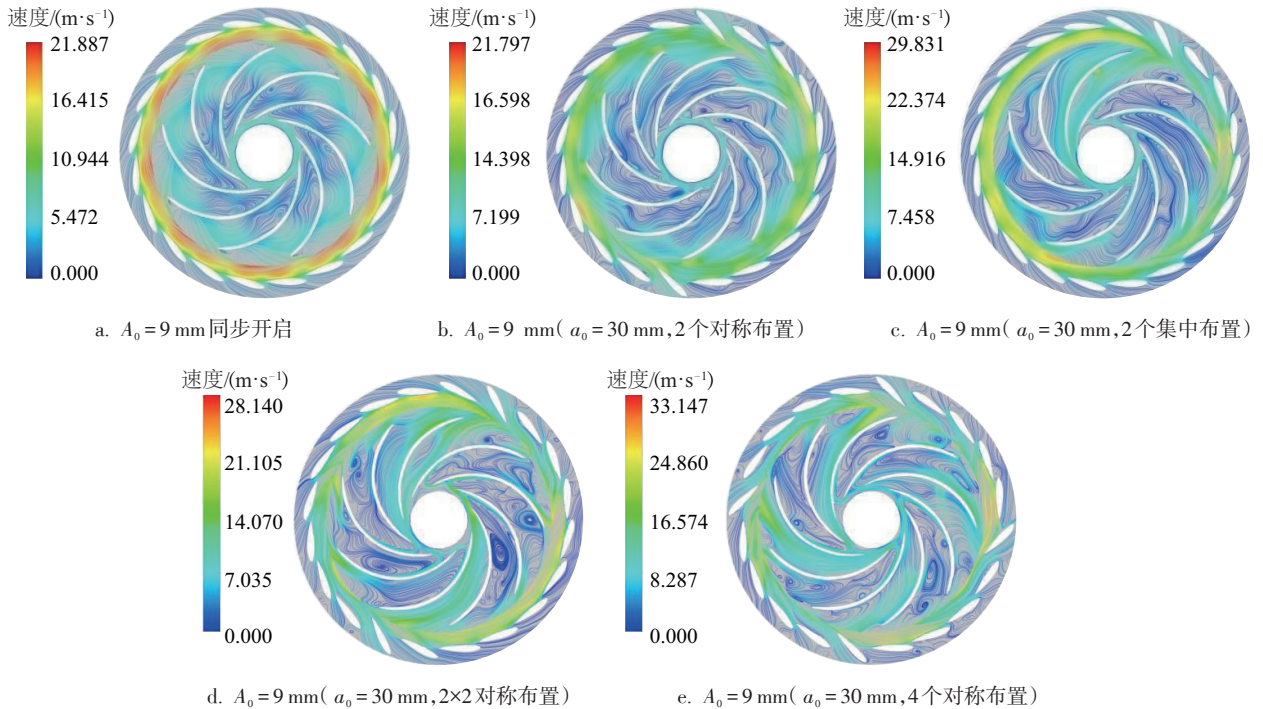 速度/(m·s⁻¹)
21.887
16.415
10.944
5.472
0.000
速度/(m·s⁻¹)
21.797
16.598
14.398
7.199
0.000
速度/(m·s⁻¹)
29.831
22.374
14.916
7.458
0.000
a. A₀=9 mm同步开启
b. A₀=9 mm(a₀=30 mm,2个对称布置)
c. A₀=9 mm(a₀=30 mm,2个集中布置)
速度/(m·s⁻¹)
28.140
21.105
14.070
7.035
0.000
速度/(m·s⁻¹)
33.147
24.860
16.574
8.287
0.000
d. A₀=9 mm(a₀=30 mm,2×2对称布置)
e. A₀=9 mm(a₀=30 mm,4个对称布置)